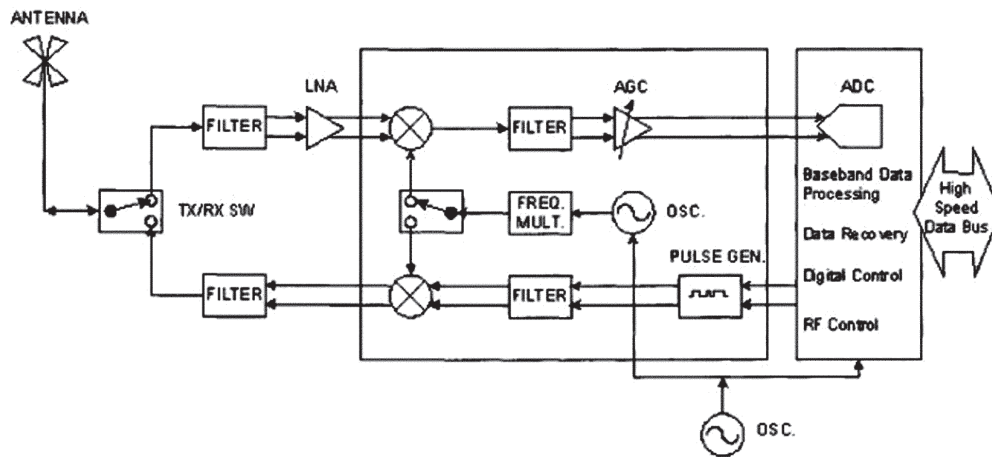 ANTENNA
LNA
AGC
ADC
FILTER
FILTER
TX/RX SW
FREQ.
MULT.
OSC.
Baseband Data
Processing
High
Speed
Data Bus
Data Recovery
PULSE GEN.
FILTER
FILTER
Digital Control
RF Control
OSC.